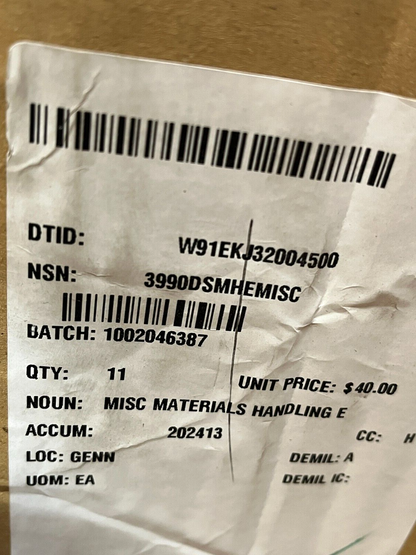 DTID: W91EKJ32004500
NSN: 3990DSMHEMISC
BATCH: 1002046387
QTY: 11 UNIT PRICE: $40.00
NOUN: MISC MATERIALS HANDLING E
ACCUM: 202413 CC: H
LOC: GENN DEMIL: A
UOM: EA DEMIL IC: